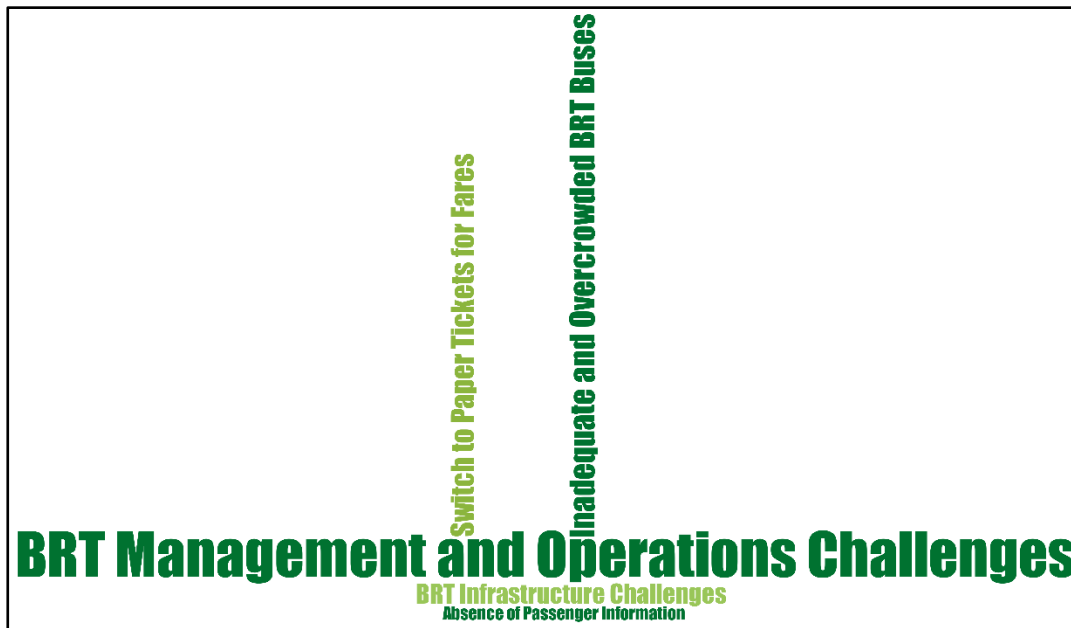 Inadequate and Overcrowded BRT Buses
Switch to Paper Tickets for Fares
BRT Management and Operations Challenges
BRT Infrastructure Challenges
Absence of Passenger Information